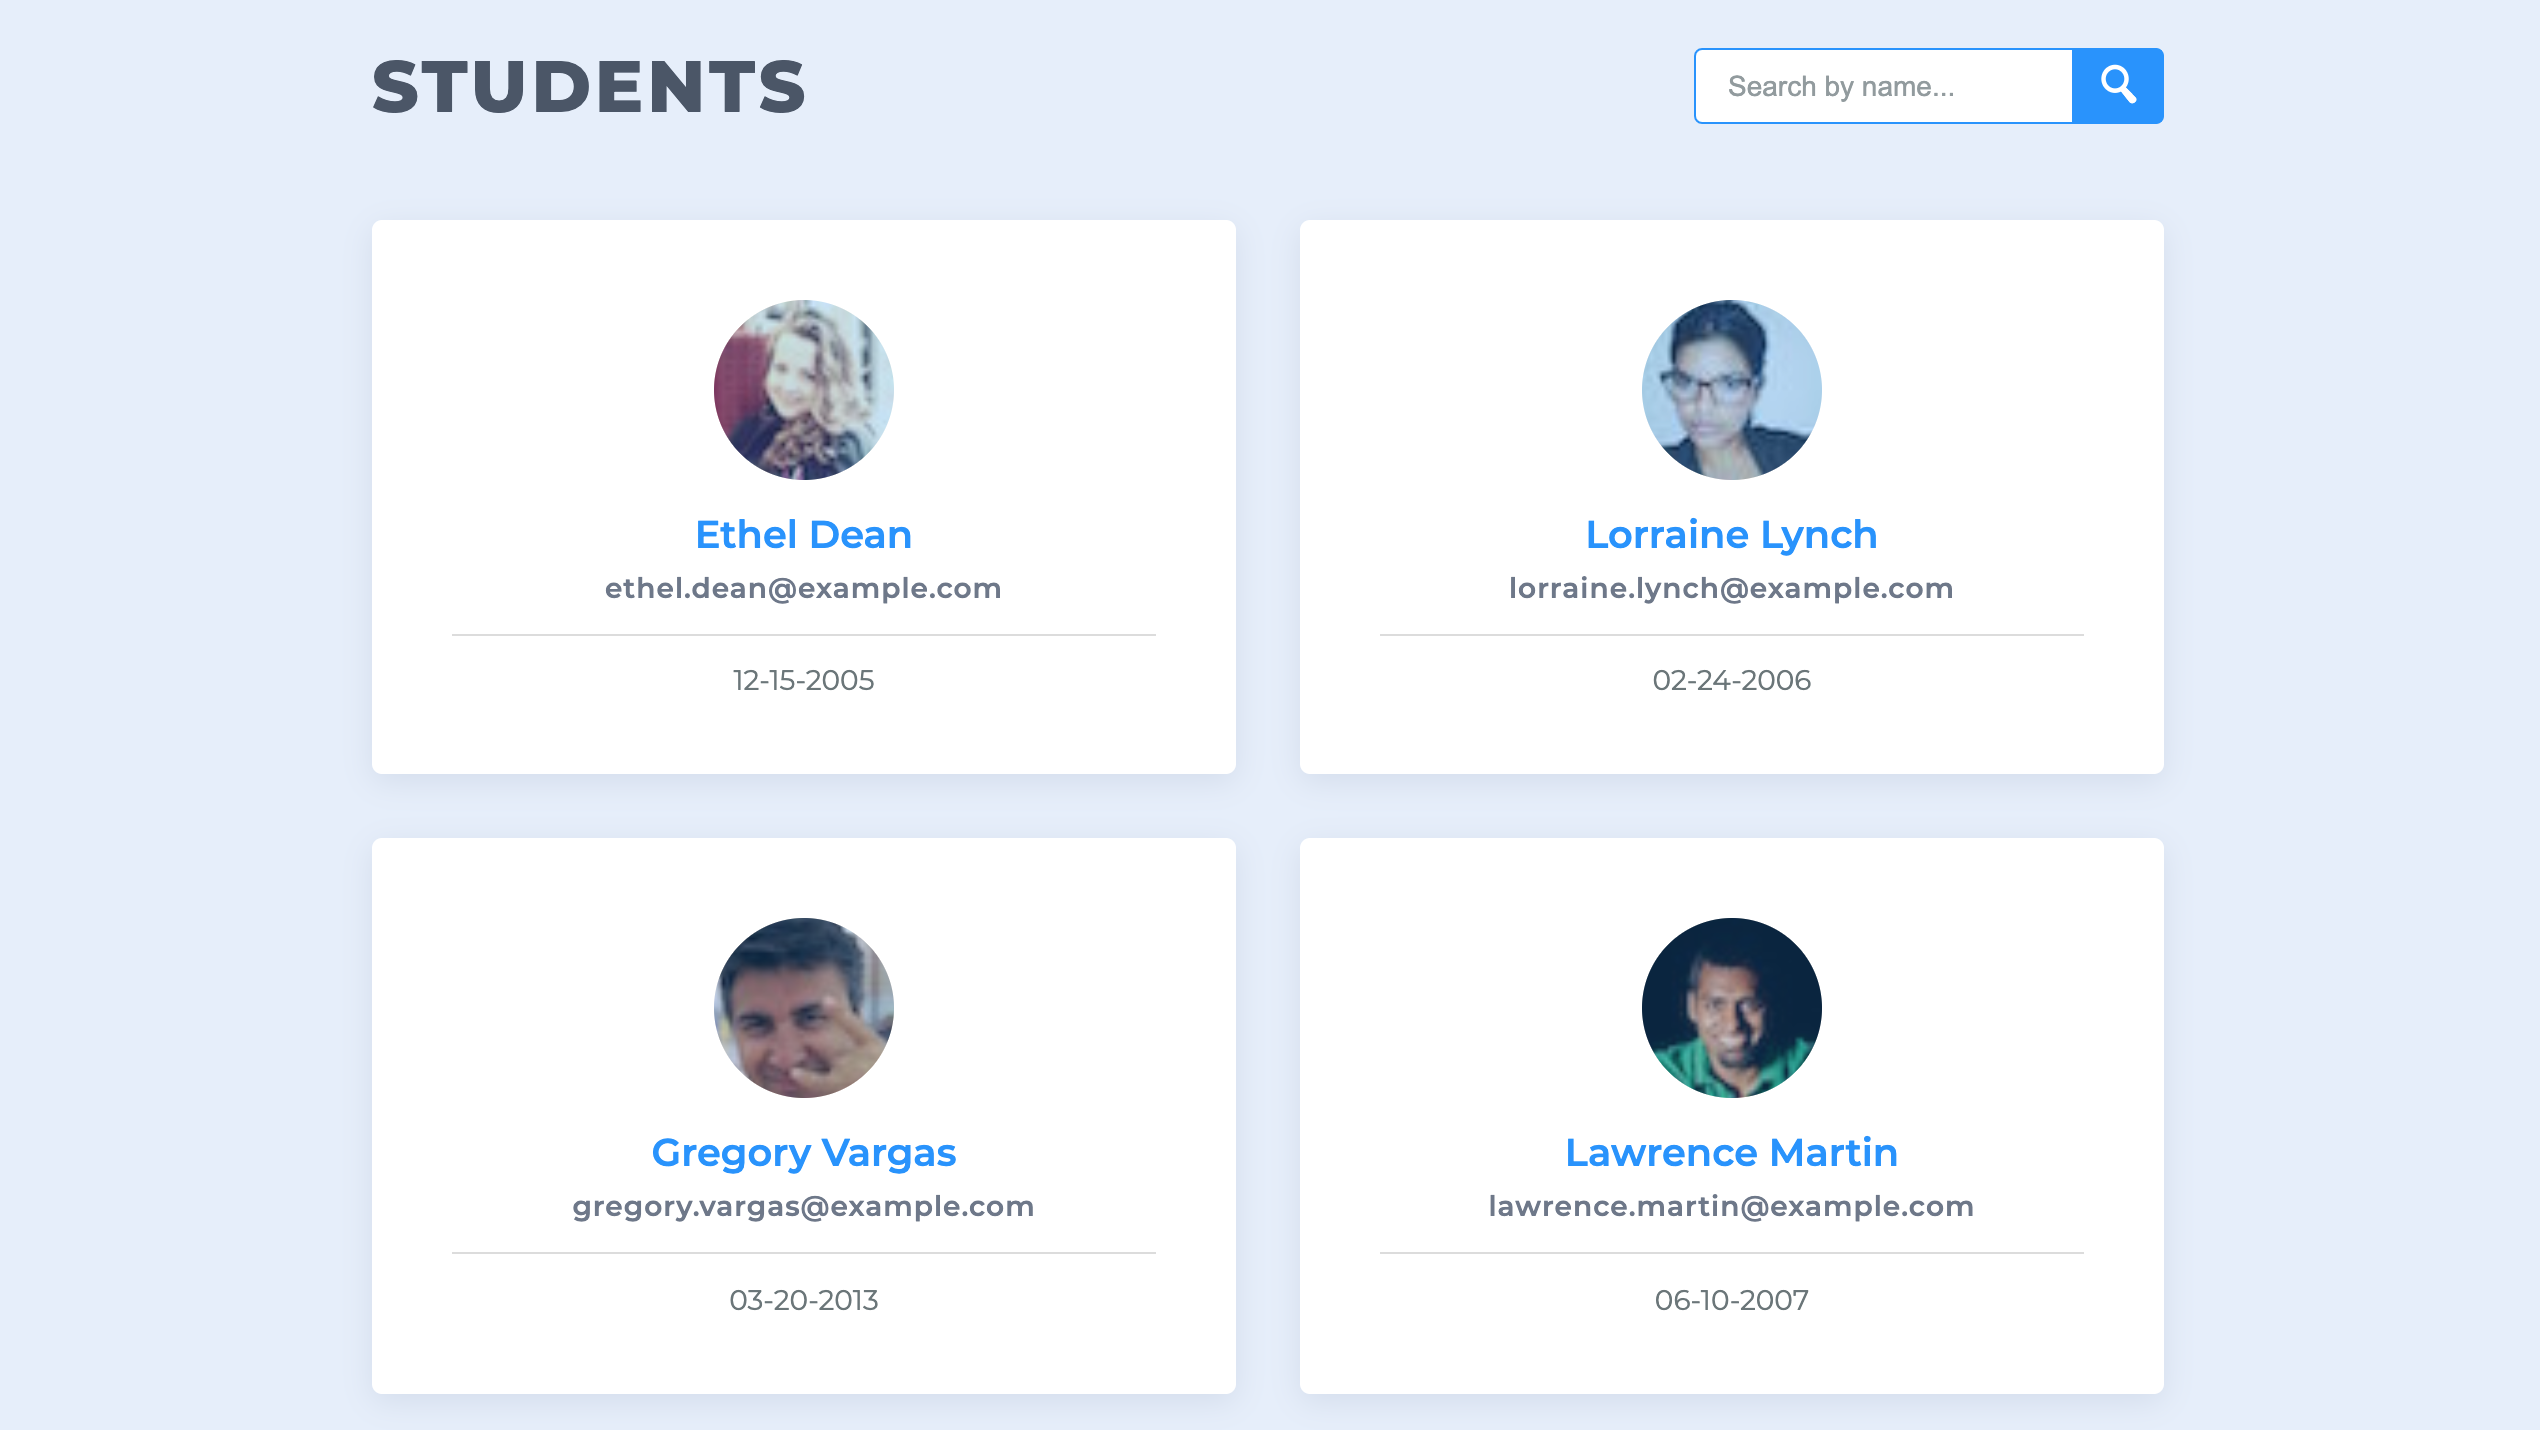 STUDENTS
Search by name...
Ethel Dean
ethel.dean@example.com
12-15-2005
Lorraine Lynch
lorraine.lynch@example.com
02-24-2006
Gregory Vargas
gregory.vargas@example.com
03-20-2013
Lawrence Martin
lawrence.martin@example.com
06-10-2007